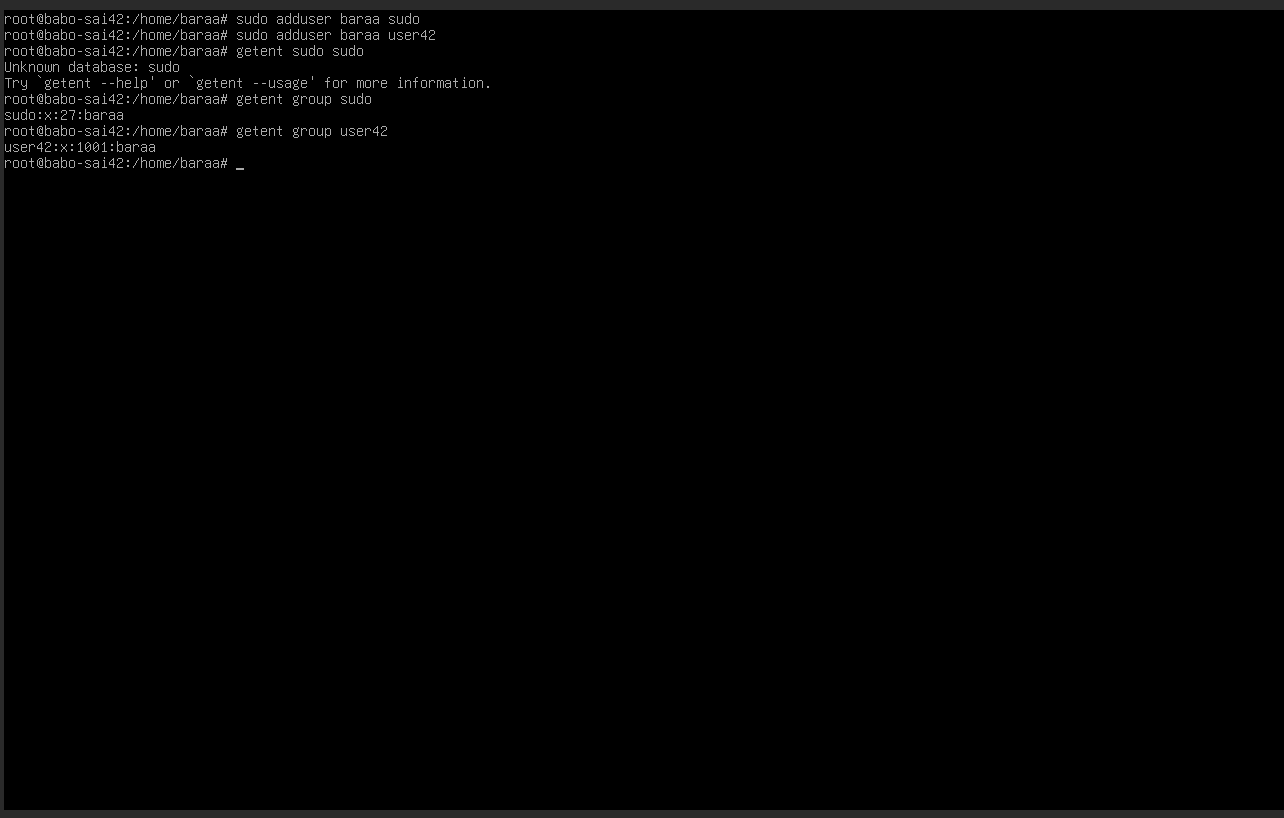 root@babo-sai42:/home/baraa# sudo adduser baraa sudo
root@babo-sai42:/home/baraa# sudo adduser baraa user42
root@babo-sai42:/home/baraa# getent sudo sudo
Unknown database: sudo
Try `getent --help' or `getent --usage' for more information.
root@babo-sai42:/home/baraa# getent group sudo
sudo:x:27:baraa
root@babo-sai42:/home/baraa# getent group user42
user42:x:1001:baraa
root@babo-sai42:/home/baraa# _